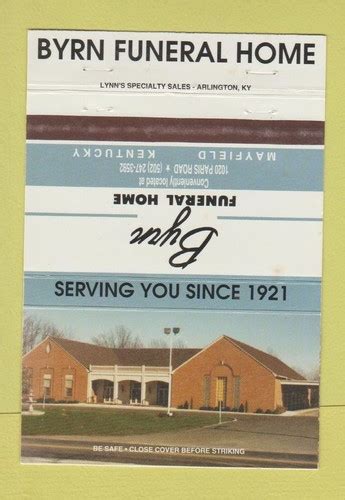 BYRN FUNERAL HOME
LYNN'S SPECIALTY SALES - ARLINGTON, KY
MAYFIELD KENTUCKY
1020 PARIS ROAD ★ (502) 247-3592
Conveniently located at
FUNERAL HOME
Byrn
SERVING YOU SINCE 1921
BE SAFE • CLOSE COVER BEFORE STRIKING